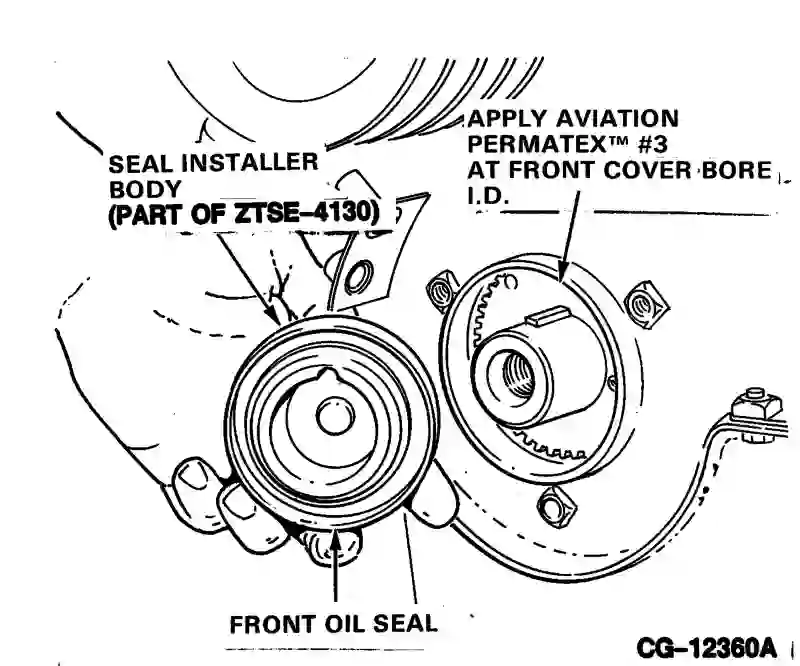 APPLY AVIATION
PERMATEX™ #3
AT FRONT COVER BORE
I.D.
SEAL INSTALLER
BODY
(PART OF ZTSE–4130)
FRONT OIL SEAL
CG–12360A